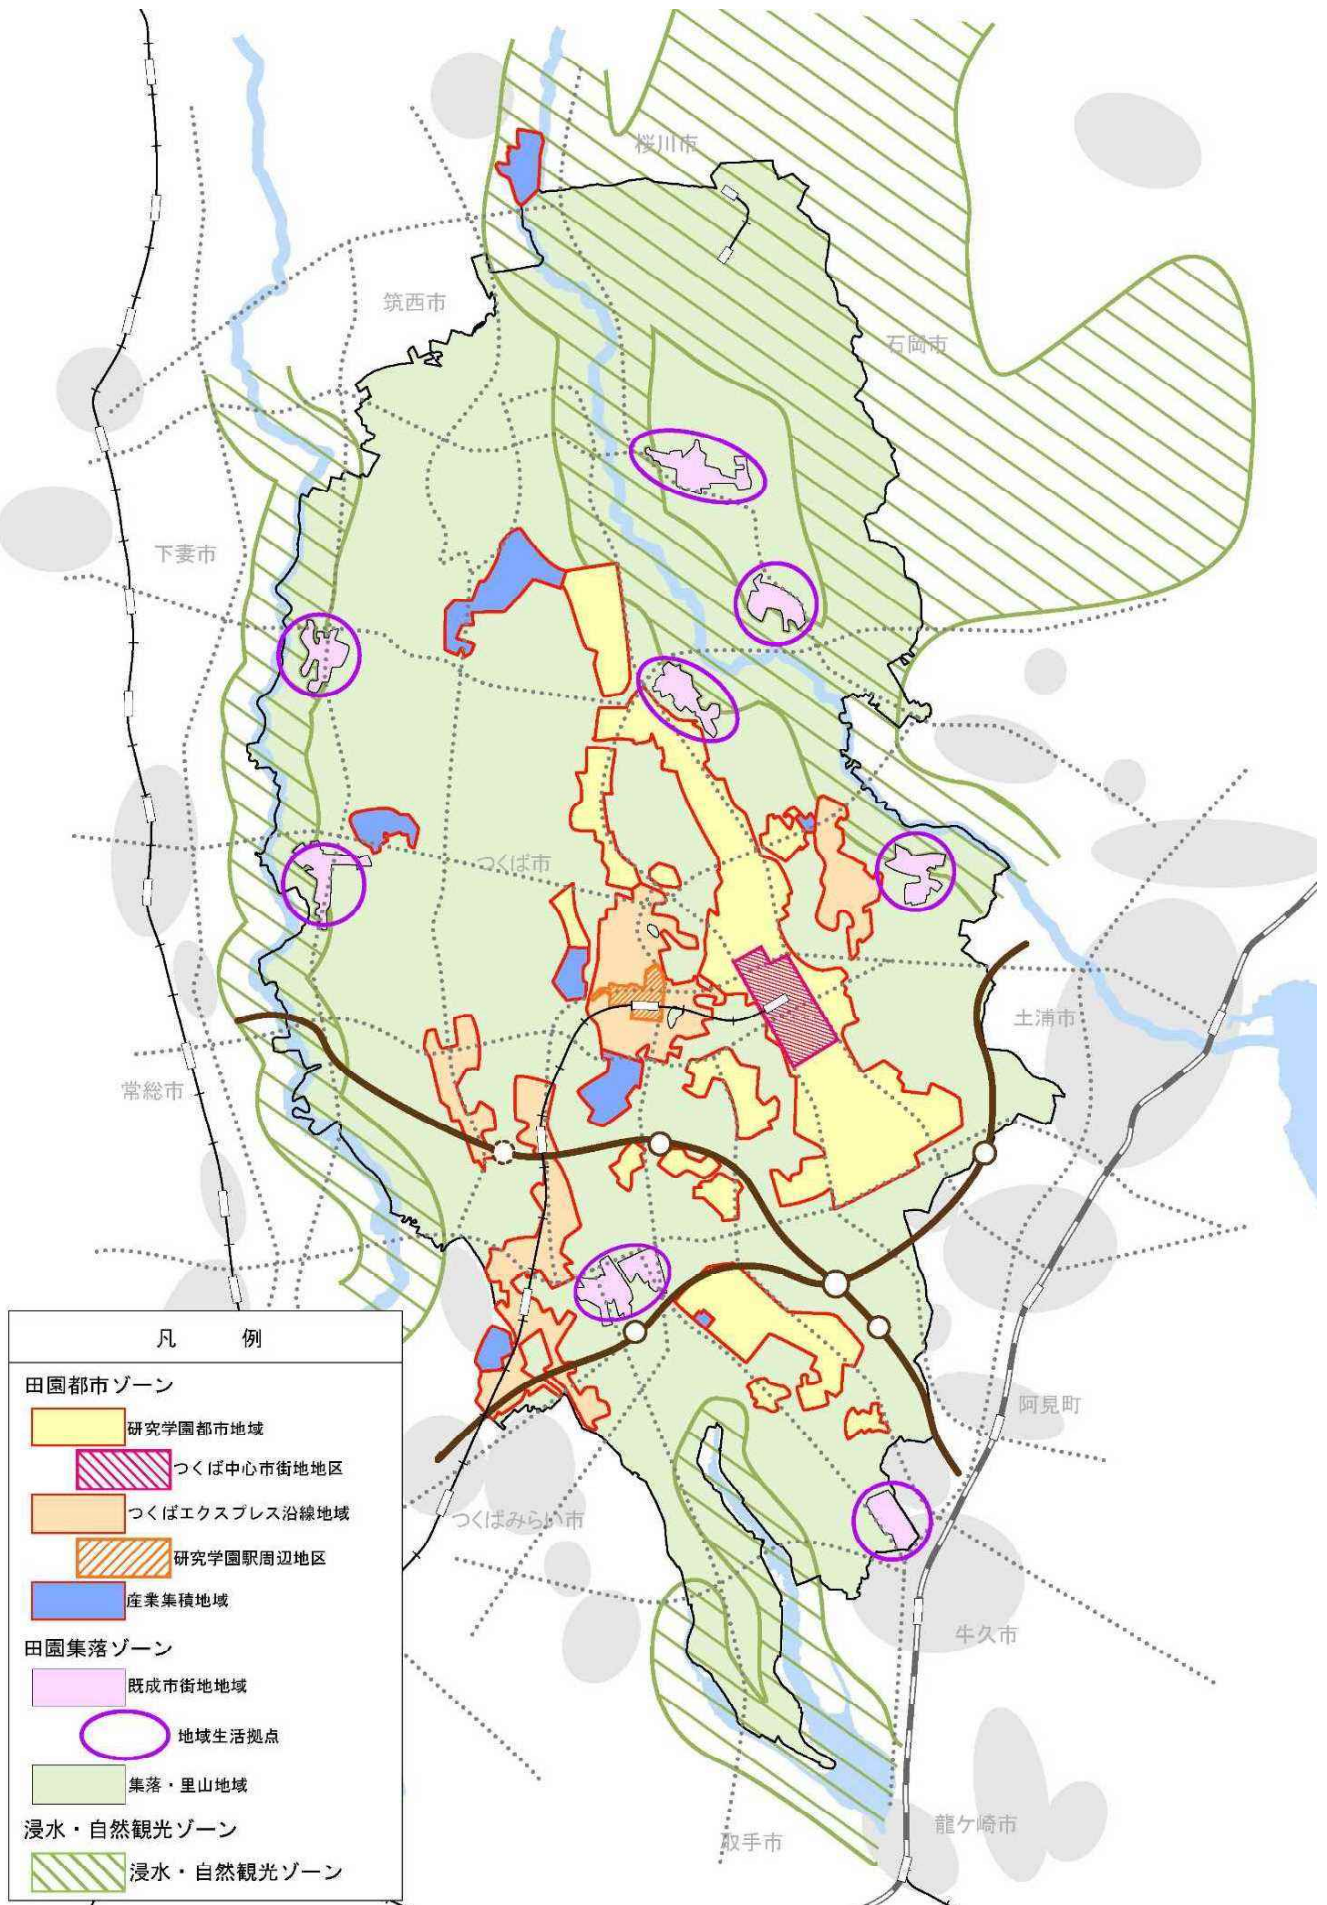 桜川市
筑西市
石岡市
下妻市
つくば市
土浦市
常総市
阿見町
つくばみらい市
牛久市
龍ケ崎市
取手市
凡 例
田園都市ゾーン
研究学園都市地域
つくば中心市街地地区
つくばエクスプレス沿線地域
研究学園駅周辺地区
産業集積地域
田園集落ゾーン
既成市街地地域
地域生活拠点
集落・里山地域
浸水・自然観光ゾーン
浸水・自然観光ゾーン